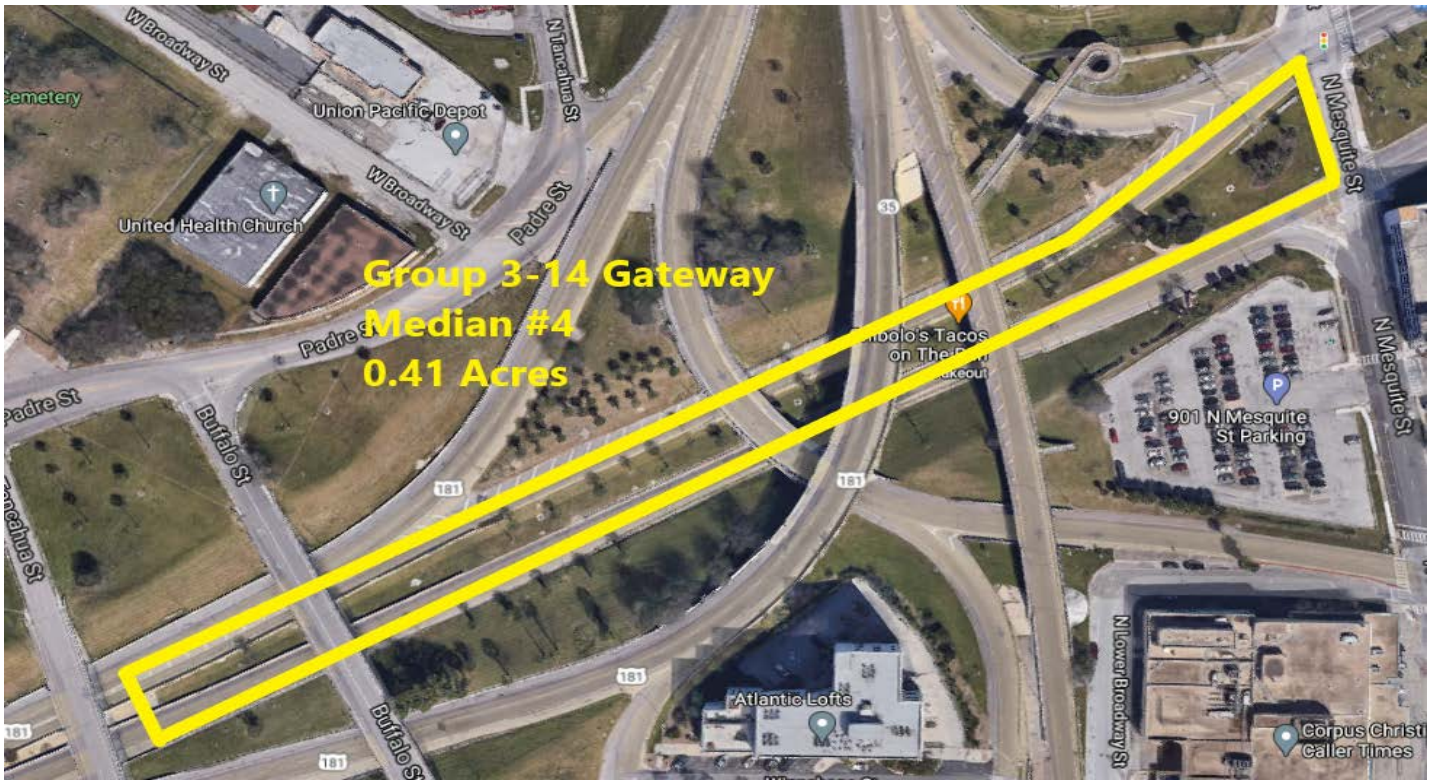 W Broadway St
N Tancahua St
Cemetery
Union Pacific Depot
N Mesquite St
W Broadway St
United Health Church
Padre St
35
Group 3-14 Gateway
Median #4
0.41 Acres
Tacos
on The
Padre St
N Mesquite St
901 N Mesquite
St Parking
P
Padre St
Buffalo St
181
181
Tancahua St
N Lower Broadway St
181
Atlantic Lofts
181
Buffalo St
181
Corpus Christi
Caller Times